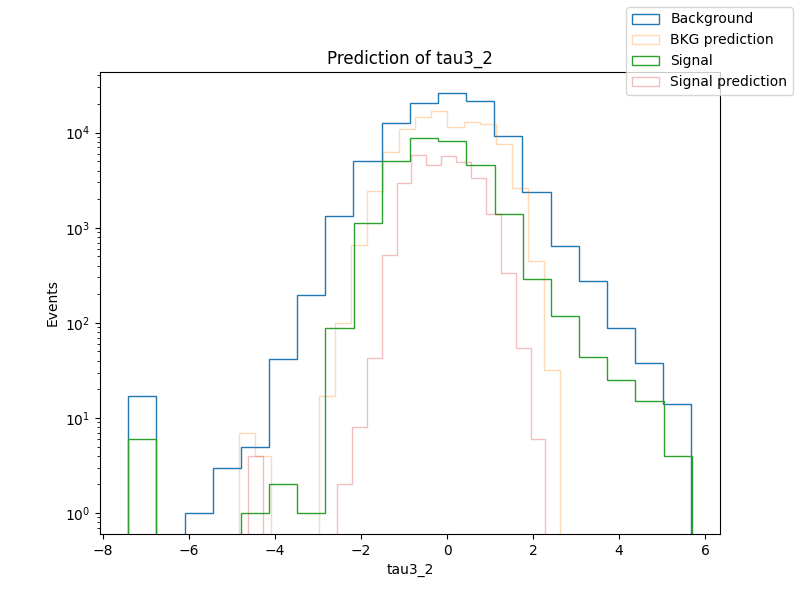 Prediction of tau3_2
Background
BKG prediction
Signal
Signal prediction
10⁴
10³
10²
10¹
10⁰
Events
−8 −6 −4 −2 0 2 4 6
tau3_2